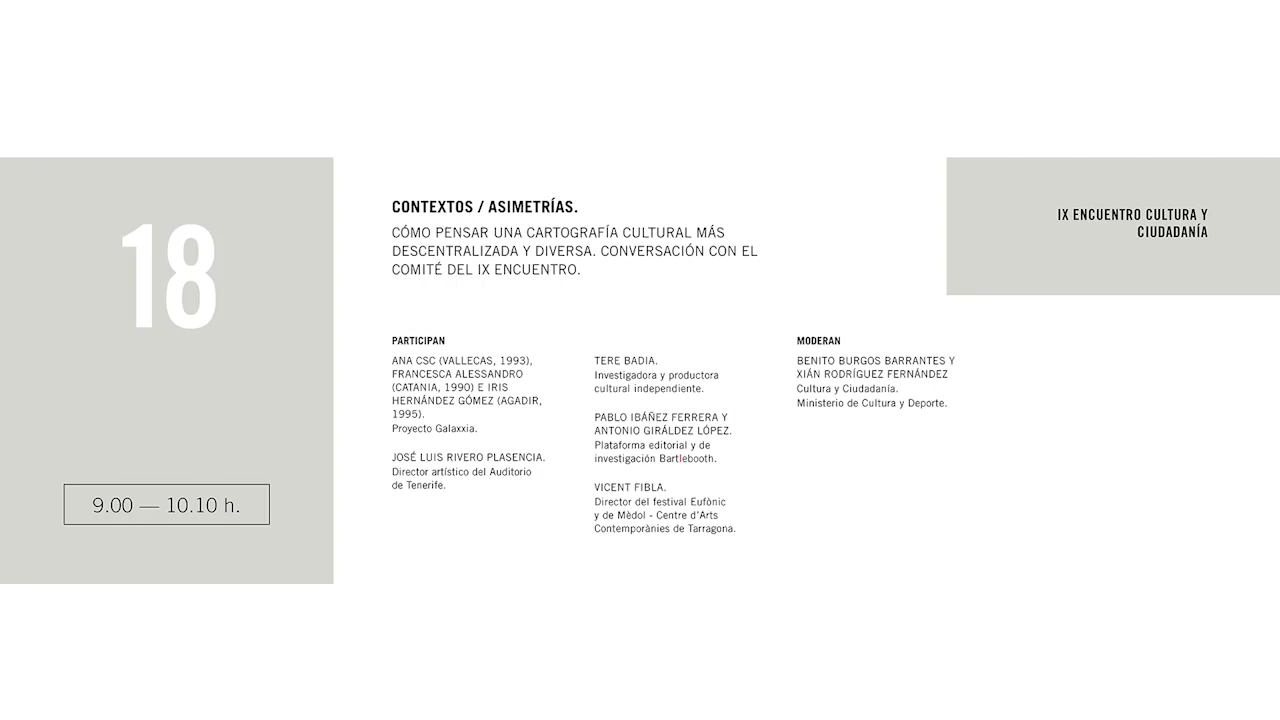 18
9.00 — 10.10 h.
CONTEXTOS / ASIMETRÍAS.
CÓMO PENSAR UNA CARTOGRAFÍA CULTURAL MÁS
DESCENTRALIZADA Y DIVERSA. CONVERSACIÓN CON EL
COMITÉ DEL IX ENCUENTRO.
PARTICIPAN
ANA CSC (VALLECAS, 1993),
FRANCESCA ALESSANDRO
(CATANIA, 1990) E IRIS
HERNÁNDEZ GÓMEZ (AGADIR,
1995).
Proyecto Galaxxia.
JOSÉ LUIS RIVERO PLASENCIA.
Director artístico del Auditorio
de Tenerife.
TERE BADIA.
Investigadora y productora
cultural independiente.
PABLO IBÁÑEZ FERRERA Y
ANTONIO GIRÁLDEZ LÓPEZ.
Plataforma editorial y de
investigación Bartlebooth.
VICENT FIBLA.
Director del festival Eufònic
y de Mèdol - Centre d'Arts
Contemporànies de Tarragona.
MODERAN
BENITO BURGOS BARRANTES Y
XIÁN RODRÍGUEZ FERNÁNDEZ
Cultura y Ciudadanía.
Ministerio de Cultura y Deporte.
IX ENCUENTRO CULTURA Y
CIUDADANÍA